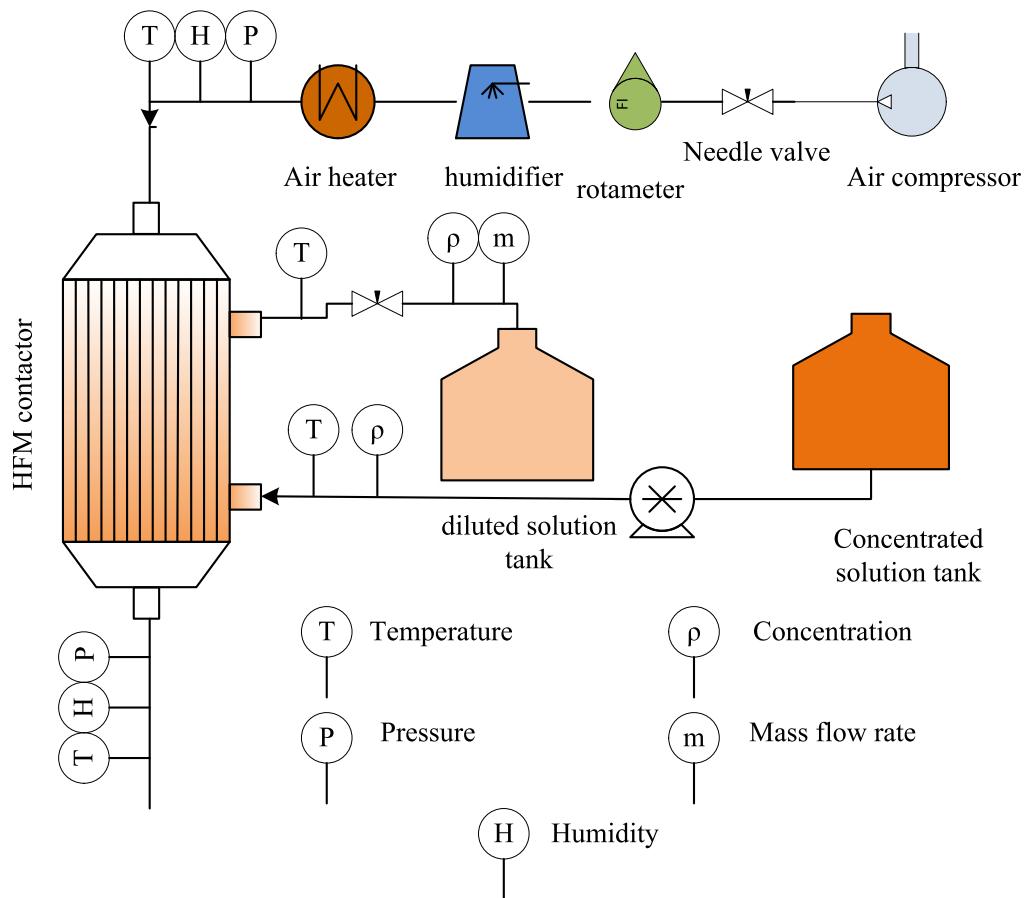 T H P
FI
Needle valve
Air heater
humidifier
rotameter
Air compressor
T
ρ m
HFM contactor
T ρ
diluted solution
tank
Concentrated
solution tank
P
H
T
T Temperature
ρ Concentration
P Pressure
m Mass flow rate
H Humidity